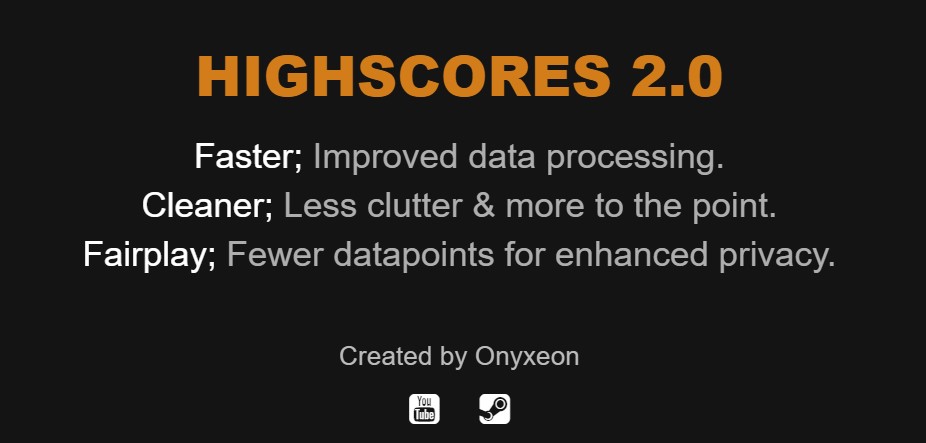 HIGHSCORES 2.0
Faster; Improved data processing.
Cleaner; Less clutter & more to the point.
Fairplay; Fewer datapoints for enhanced privacy.
Created by Onyxeon
You
Tube